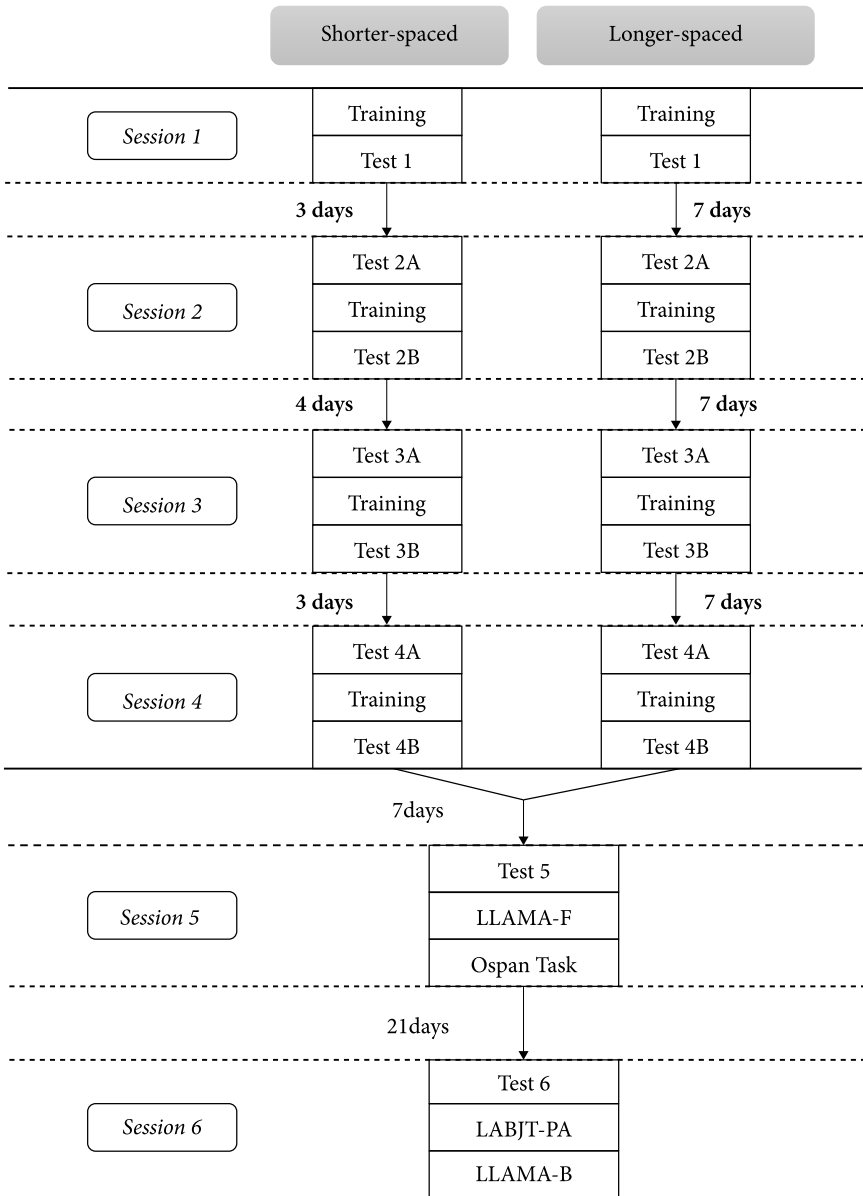 Shorter-spaced
Longer-spaced
Session 1
Training
Test 1
Training
Test 1
3 days
7 days
Session 2
Test 2A
Training
Test 2B
Test 2A
Training
Test 2B
4 days
7 days
Session 3
Test 3A
Training
Test 3B
Test 3A
Training
Test 3B
3 days
7 days
Session 4
Test 4A
Training
Test 4B
Test 4A
Training
Test 4B
7days
Session 5
Test 5
LLAMA-F
Ospan Task
21days
Session 6
Test 6
LABJT-PA
LLAMA-B